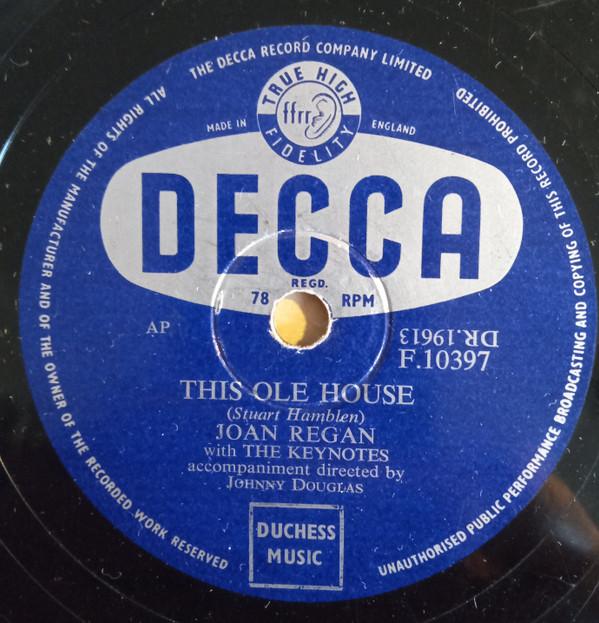 THE DECCA RECORD COMPANY LIMITED
ALL RIGHTS OF THE MANUFACTURER AND OF THE OWNER OF THE RECORDED WORK RESERVED
UNAUTHORISED PUBLIC PERFORMANCE BROADCASTING AND COPYING OF THIS RECORD PROHIBITED
TRUE HIGH
ffrr
FIDELITY
MADE IN ENGLAND
DECCA
REGD.
78 RPM
AP
DR.19613
F.10397
THIS OLE HOUSE
(Stuart Hamblen)
JOAN REGAN
with THE KEYNOTES
accompaniment directed by
JOHNNY DOUGLAS
DUCHESS
MUSIC